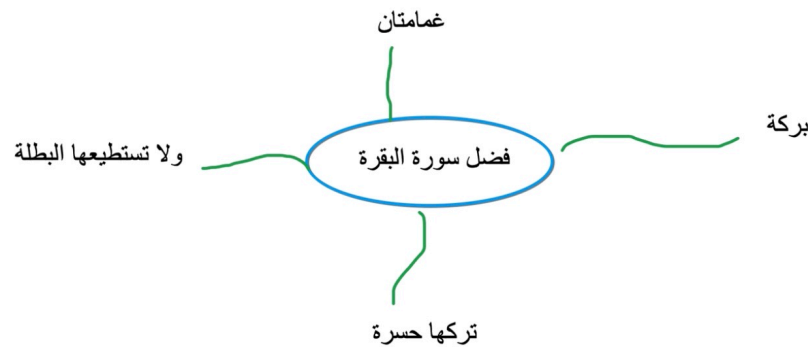 غمامتان
بركة
فضل سورة البقرة
ولا تستطيعها البطلة
تركها حسرة